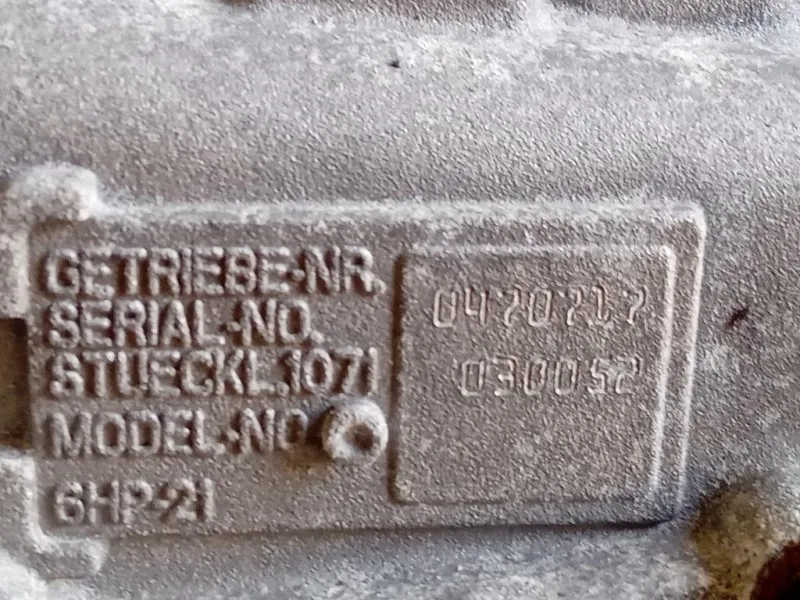 GETRIEBE-NR.
SERIAL-NO. 0470717
STUECKL.1071 030052
MODEL-NO
6HP-21